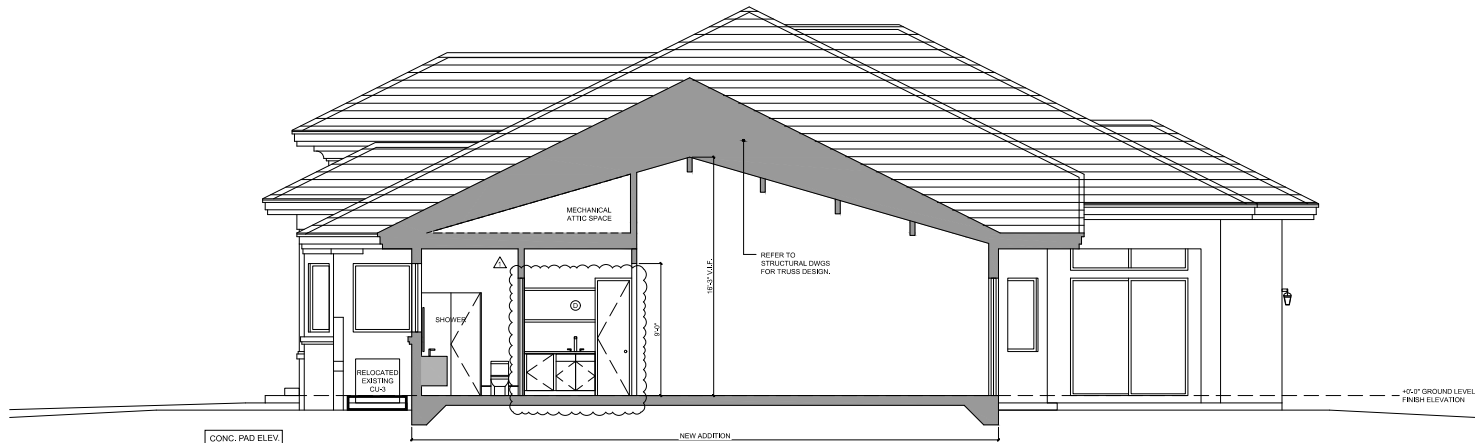 MECHANICAL
ATTIC SPACE
REFER TO
STRUCTURAL DWGS
FOR TRUSS DESIGN.
16'-3" V.I.F.
1
D
9'-0"
SHOWER
RELOCATED
EXISTING
CU-3
+0'-0" GROUND LEVEL
FINISH ELEVATION
CONC. PAD ELEV.
NEW ADDITION